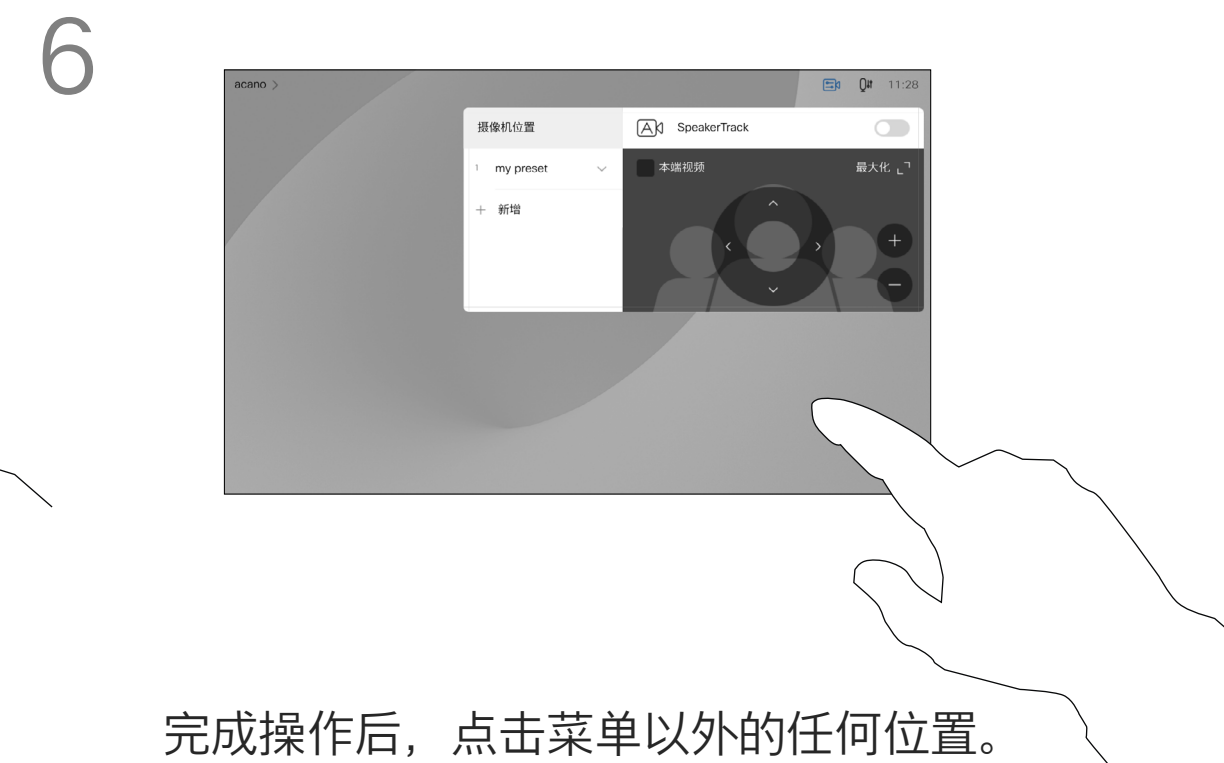 6
acano >
11:28
摄像机位置
SpeakerTrack
1 my preset
本端视频
最大化
+ 新增
完成操作后，点击菜单以外的任何位置。